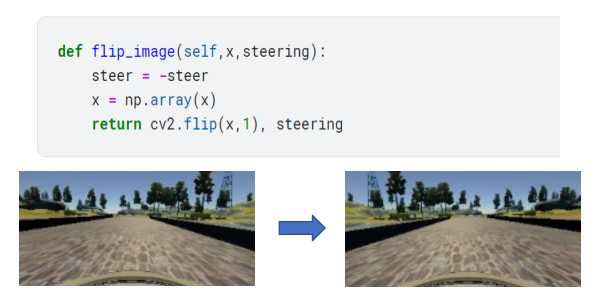 def flip_image(self,x,steering):
    steer = -steer
    x = np.array(x)
    return cv2.flip(x,1), steering